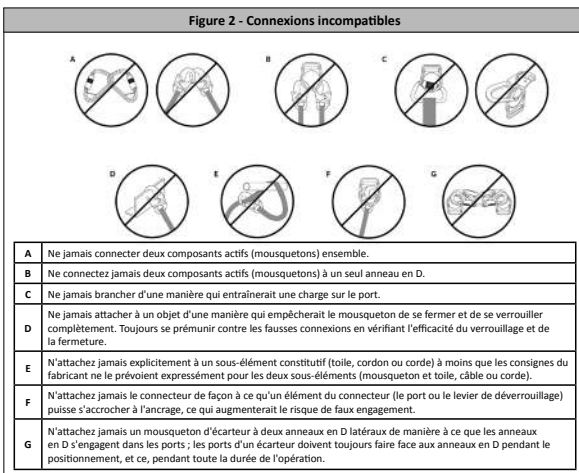 Figure 2 - Connexions incompatibles
A
B
C
D
E
F
G
A Ne jamais connecter deux composants actifs (mousquetons) ensemble.
B Ne connectez jamais deux composants actifs (mousquetons) à un seul anneau en D.
C Ne jamais brancher d'une manière qui entraînerait une charge sur le port.
D Ne jamais attacher à un objet d'une manière qui empêcherait le mousqueton de se fermer et de se verrouiller
complètement. Toujours se prémunir contre les fausses connexions en vérifiant l'efficacité du verrouillage et de
la fermeture.
E N'attachez jamais explicitement à un sous-élément constitutif (toile, cordon ou corde) à moins que les consignes du
fabricant ne le prévoient expressément pour les deux sous-éléments (mousqueton et toile, câble ou corde).
F N'attachez jamais le connecteur de façon à ce qu'un élément du connecteur (le port ou le levier de déverrouillage)
puisse s'accrocher à l'ancrage, ce qui augmenterait le risque de faux engagement.
G N'attachez jamais un mousqueton d'écarteur à deux anneaux en D latéraux de manière à ce que les anneaux
en D s'engagent dans les ports ; les ports d'un écarteur doivent toujours faire face aux anneaux en D pendant le
positionnement, et ce, pendant toute la durée de l'opération.